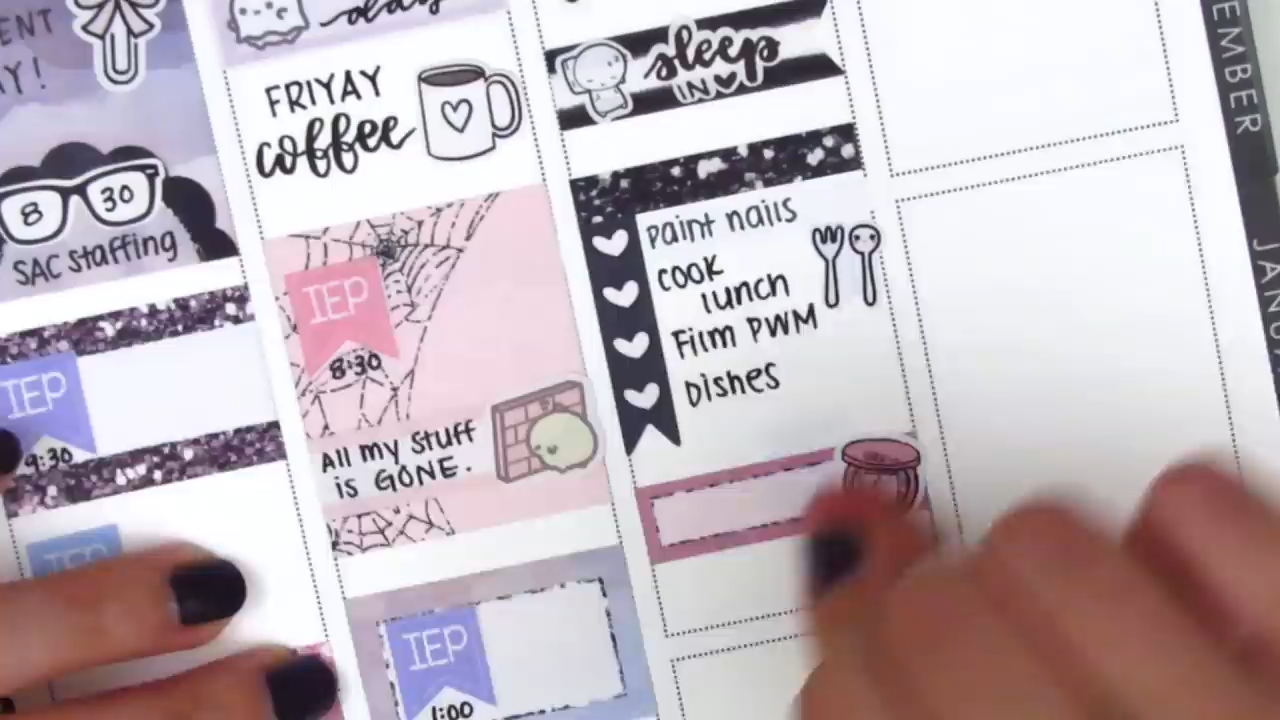 FRIYAY
coffee
sleep
IN
8 30
SAC staffing
paint nails
cook
lunch
Film PWM
Dishes
IEP
8:30
IEP
9:30
All my stuff
is GONE.
IEP
IEP
1:00